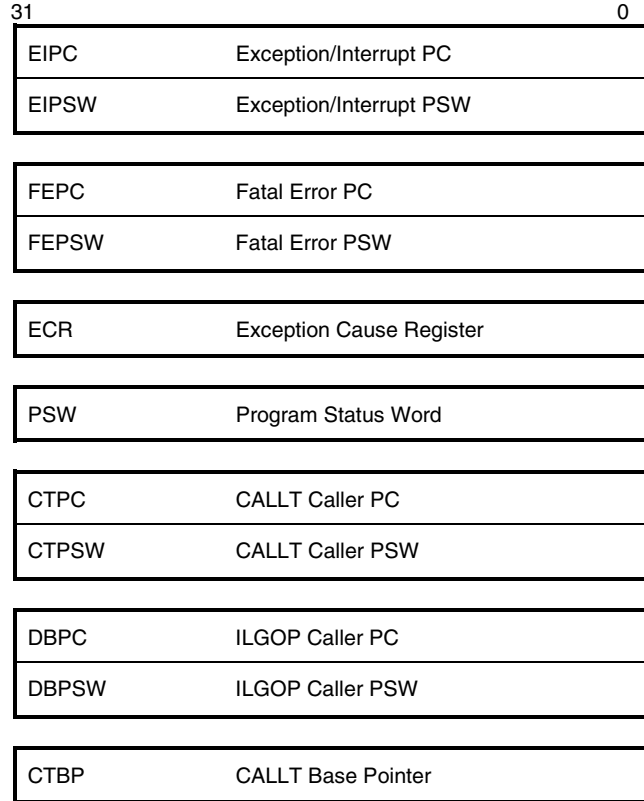 31 0
EIPC Exception/Interrupt PC
EIPSW Exception/Interrupt PSW
FEPC Fatal Error PC
FEPSW Fatal Error PSW
ECR Exception Cause Register
PSW Program Status Word
CTPC CALLT Caller PC
CTPSW CALLT Caller PSW
DBPC ILGOP Caller PC
DBPSW ILGOP Caller PSW
CTBP CALLT Base Pointer